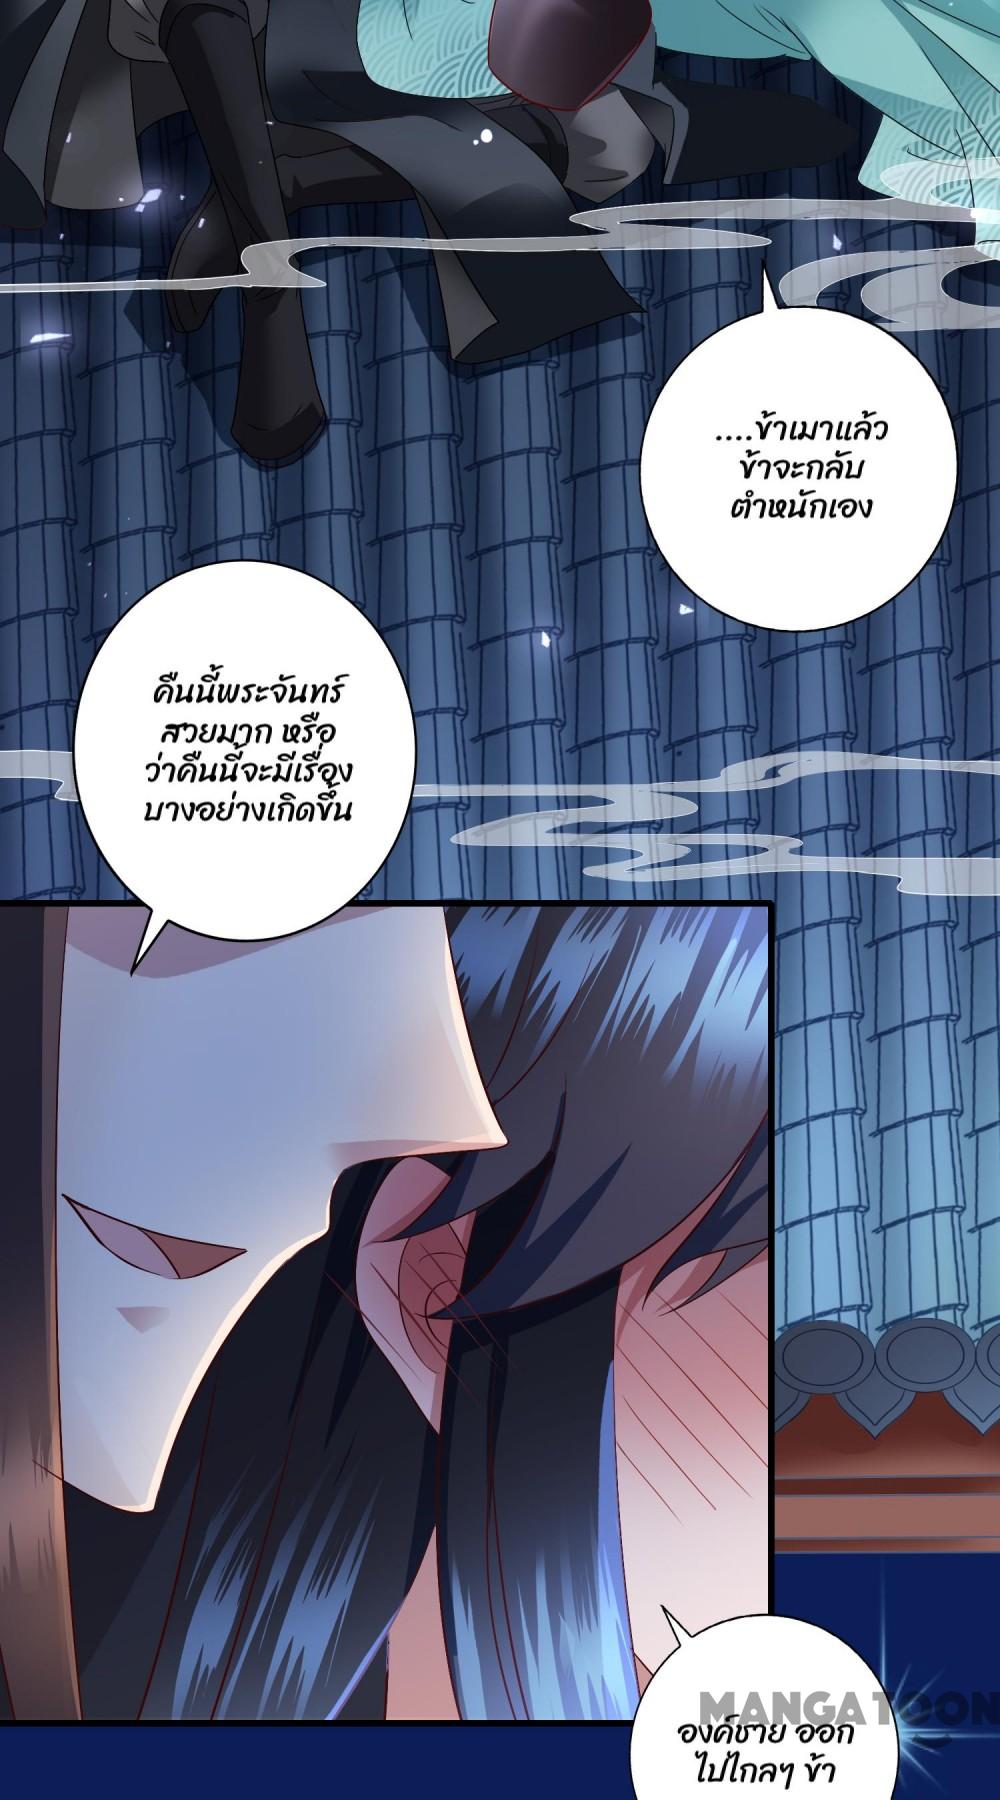 ....ข้าเมาแล้ว
ข้าจะกลับ
ตำหนักเอง
คืนนี้พระจันทร์
สวยมาก หรือ
ว่าคืนนี้จะมีเรื่อง
บางอย่างเกิดขึ้น
MANGATOON
องค์ชาย ออก
ไปไกลๆ ข้า